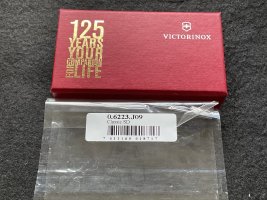 125
YEARS
YOUR
COMPANION
FOR LIFE
VICTORINOX
0.6223.J09
Classic SD